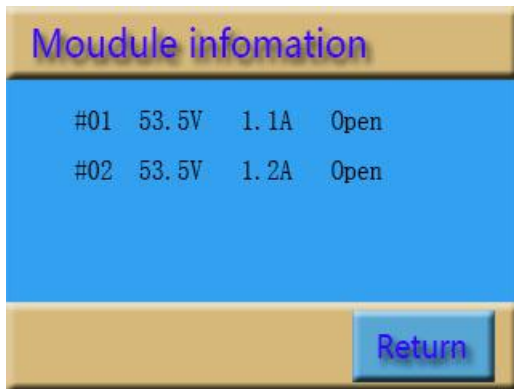 Moudule infomation
#01 53.5V 1.1A Open
#02 53.5V 1.2A Open
Return